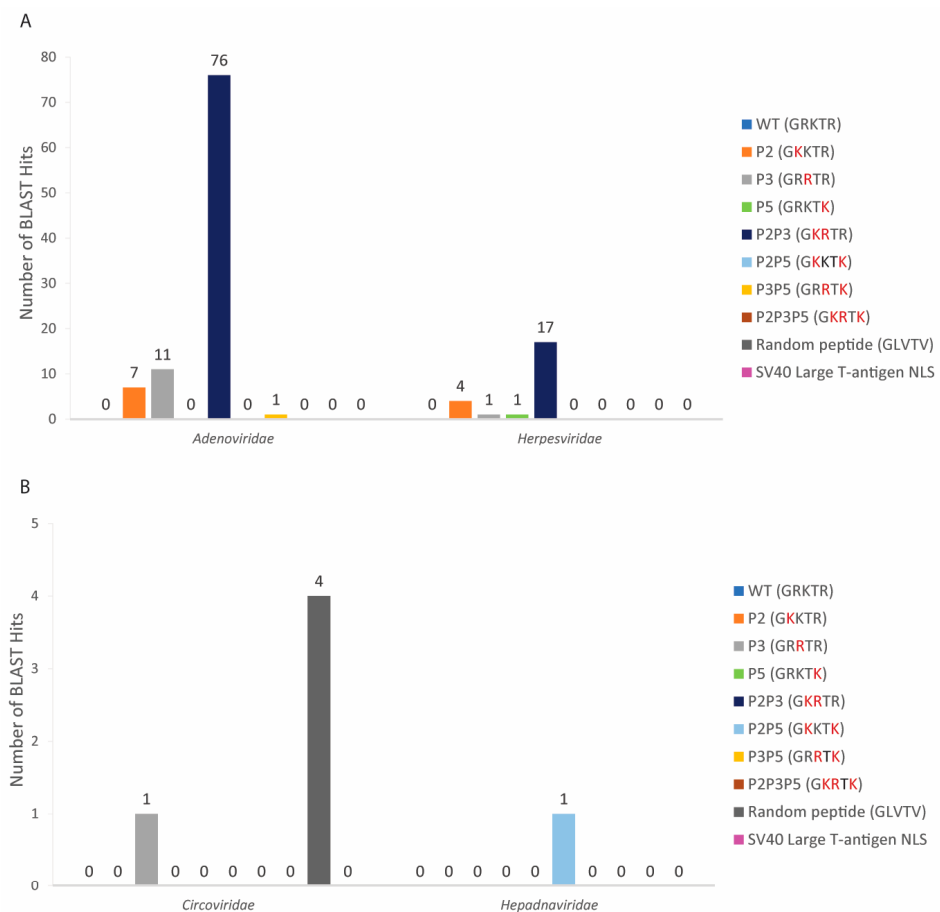 A
Number of BLAST Hits
80
70
60
50
40
30
20
10
0
0 7 11 0 76 0 1 0 0 0
0 4 1 1 17 0 0 0 0 0
Adenoviridae
Herpesviridae
WT (GRKTR)
P2 (GKKTR)
P3 (GRRTR)
P5 (GRKTK)
P2P3 (GKRTR)
P2P5 (GKKTK)
P3P5 (GRRTK)
P2P3P5 (GKRTK)
Random peptide (GLVTV)
SV40 Large T-antigen NLS
B
Number of BLAST Hits
5
4
3
2
1
0
0 0 1 0 0 0 0 0 4 0
0 0 0 0 0 1 0 0 0 0
Circoviridae
Hepadnaviridae
WT (GRKTR)
P2 (GKKTR)
P3 (GRRTR)
P5 (GRKTK)
P2P3 (GKRTR)
P2P5 (GKKTK)
P3P5 (GRRTK)
P2P3P5 (GKRTK)
Random peptide (GLVTV)
SV40 Large T-antigen NLS